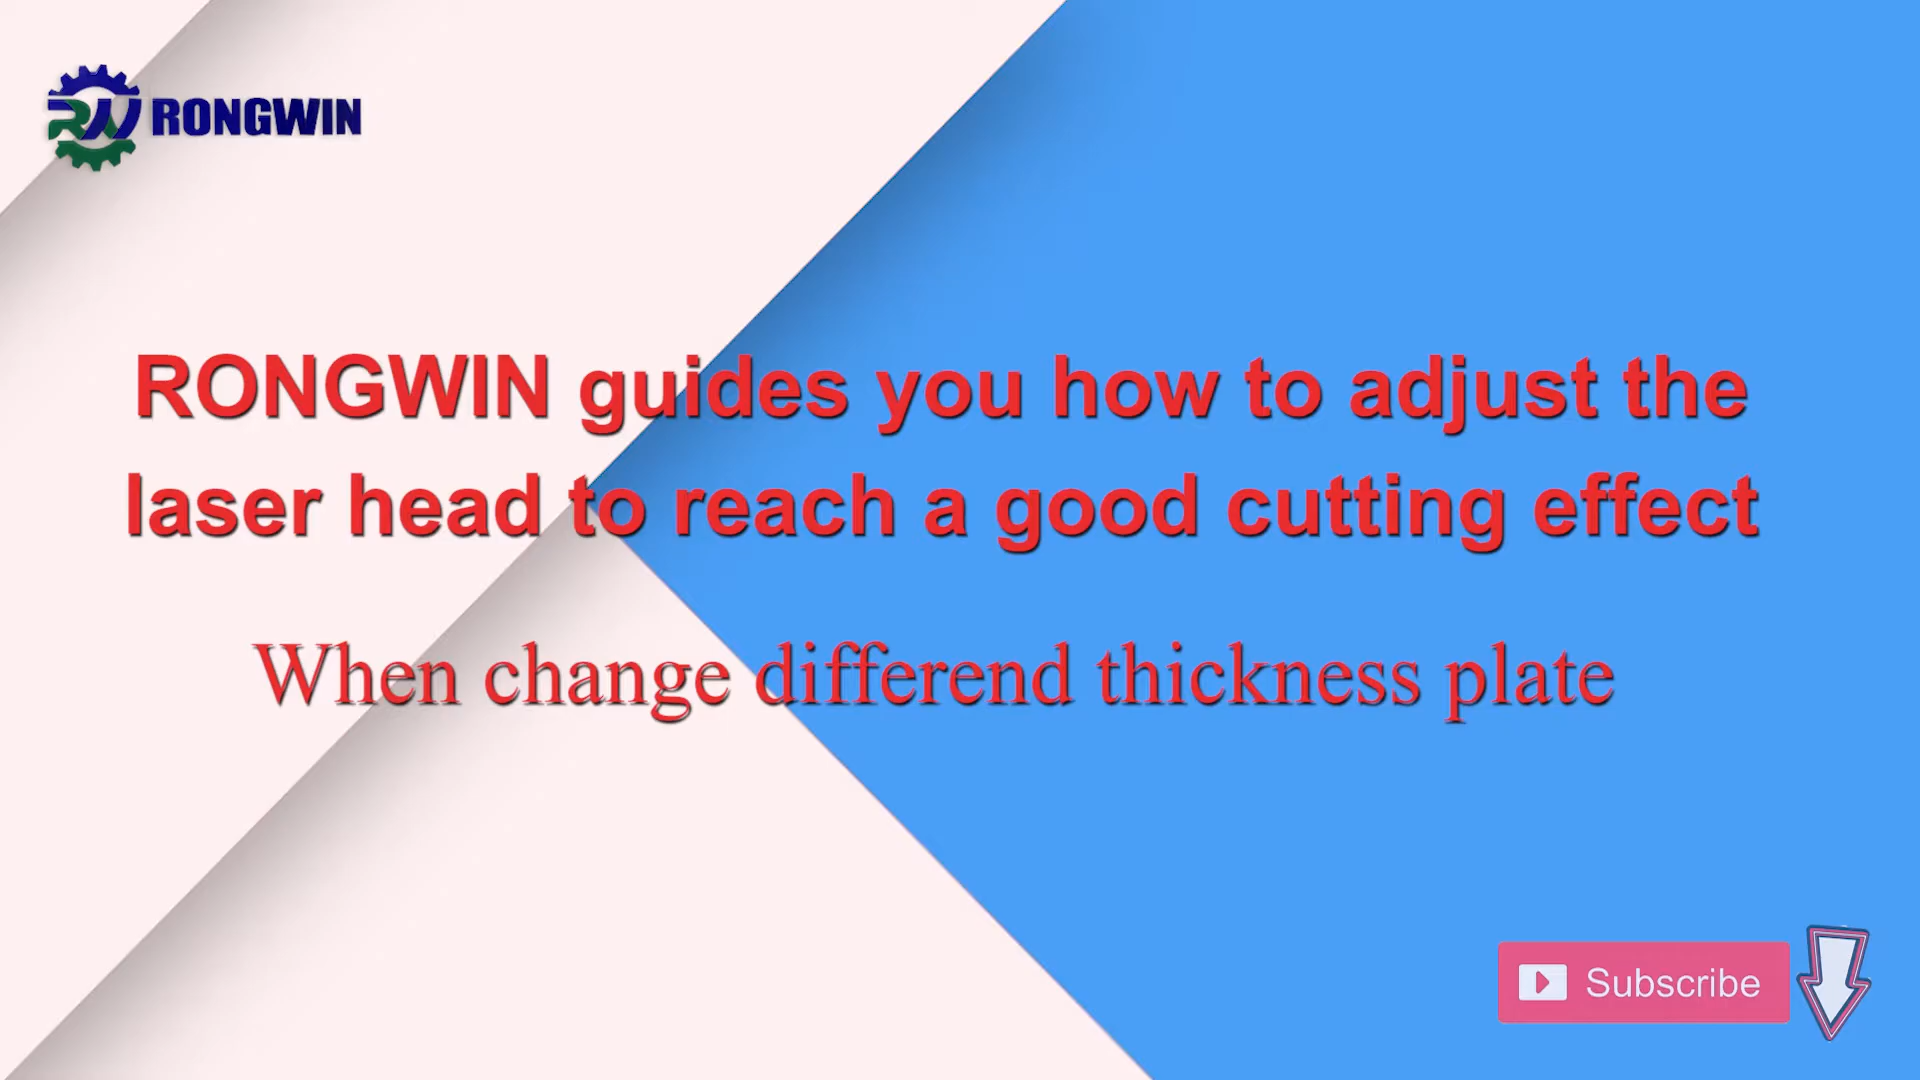 RW RONGWIN
RONGWIN guides you how to adjust the
laser head to reach a good cutting effect
When change differend thickness plate
Subscribe